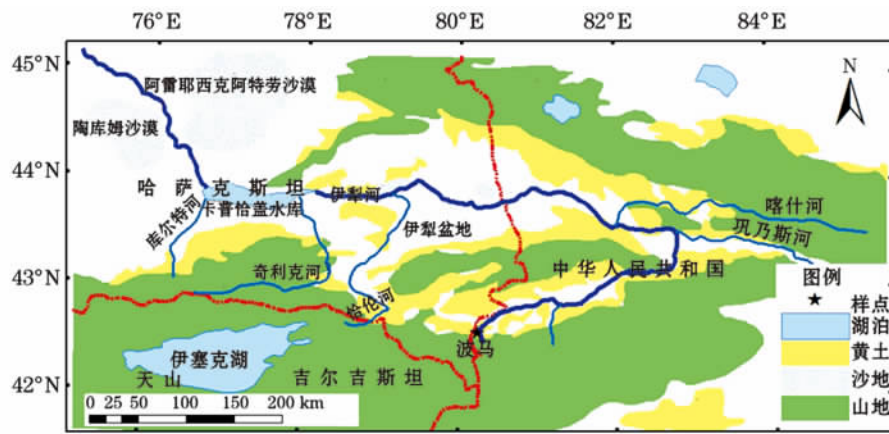 76°E 78°E 80°E 82°E 84°E
45°N
44°N
43°N
42°N
N
阿雷耶西克阿特劳沙漠
陶库姆沙漠
哈萨克斯坦
卡普恰盖水库
伊犁河
库尔特河
伊犁盆地
喀什河
巩乃斯河
奇利克河
中华人民共和国
恰伦河
波马
伊塞克湖
天山
吉尔吉斯坦
0 25 50 100 150 200 km
图例
样点
湖泊
黄土
沙地
山地